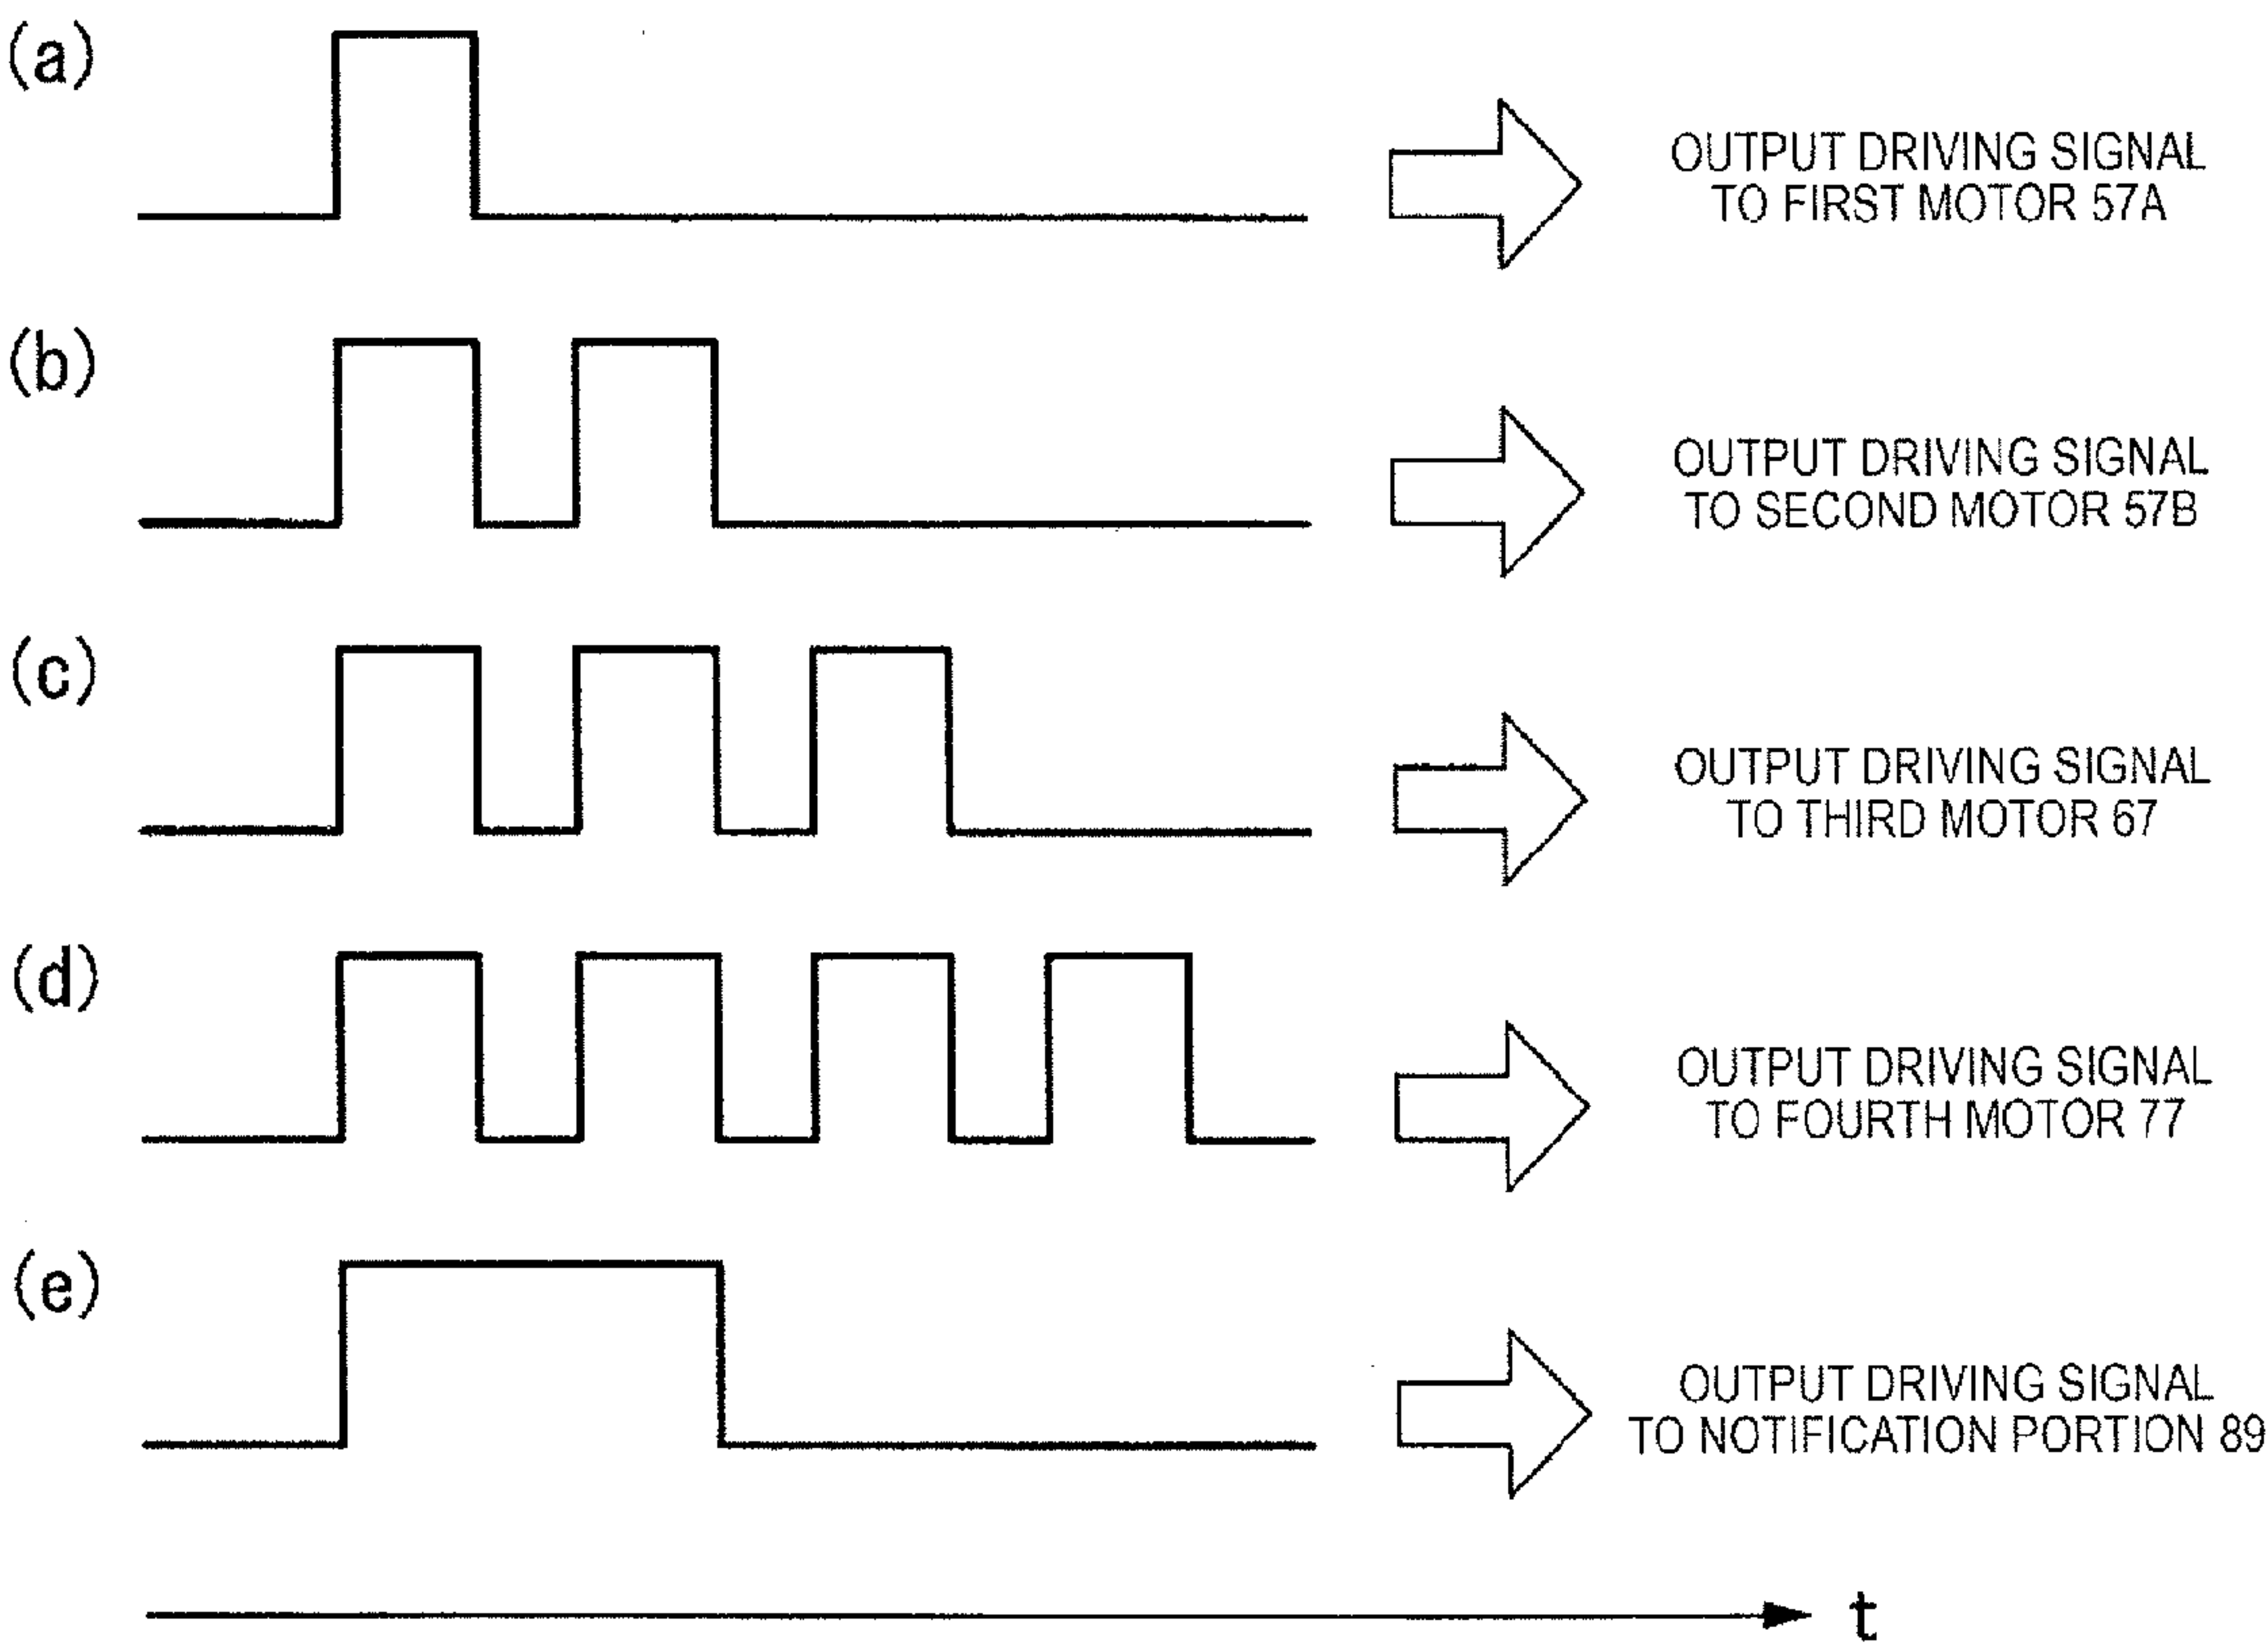 (a)
OUTPUT DRIVING SIGNAL
TO FIRST MOTOR 57A
(b)
OUTPUT DRIVING SIGNAL
TO SECOND MOTOR 57B
(c)
OUTPUT DRIVING SIGNAL
TO THIRD MOTOR 67
(d)
OUTPUT DRIVING SIGNAL
TO FOURTH MOTOR 77
(e)
OUTPUT DRIVING SIGNAL
TO NOTIFICATION PORTION 89
t